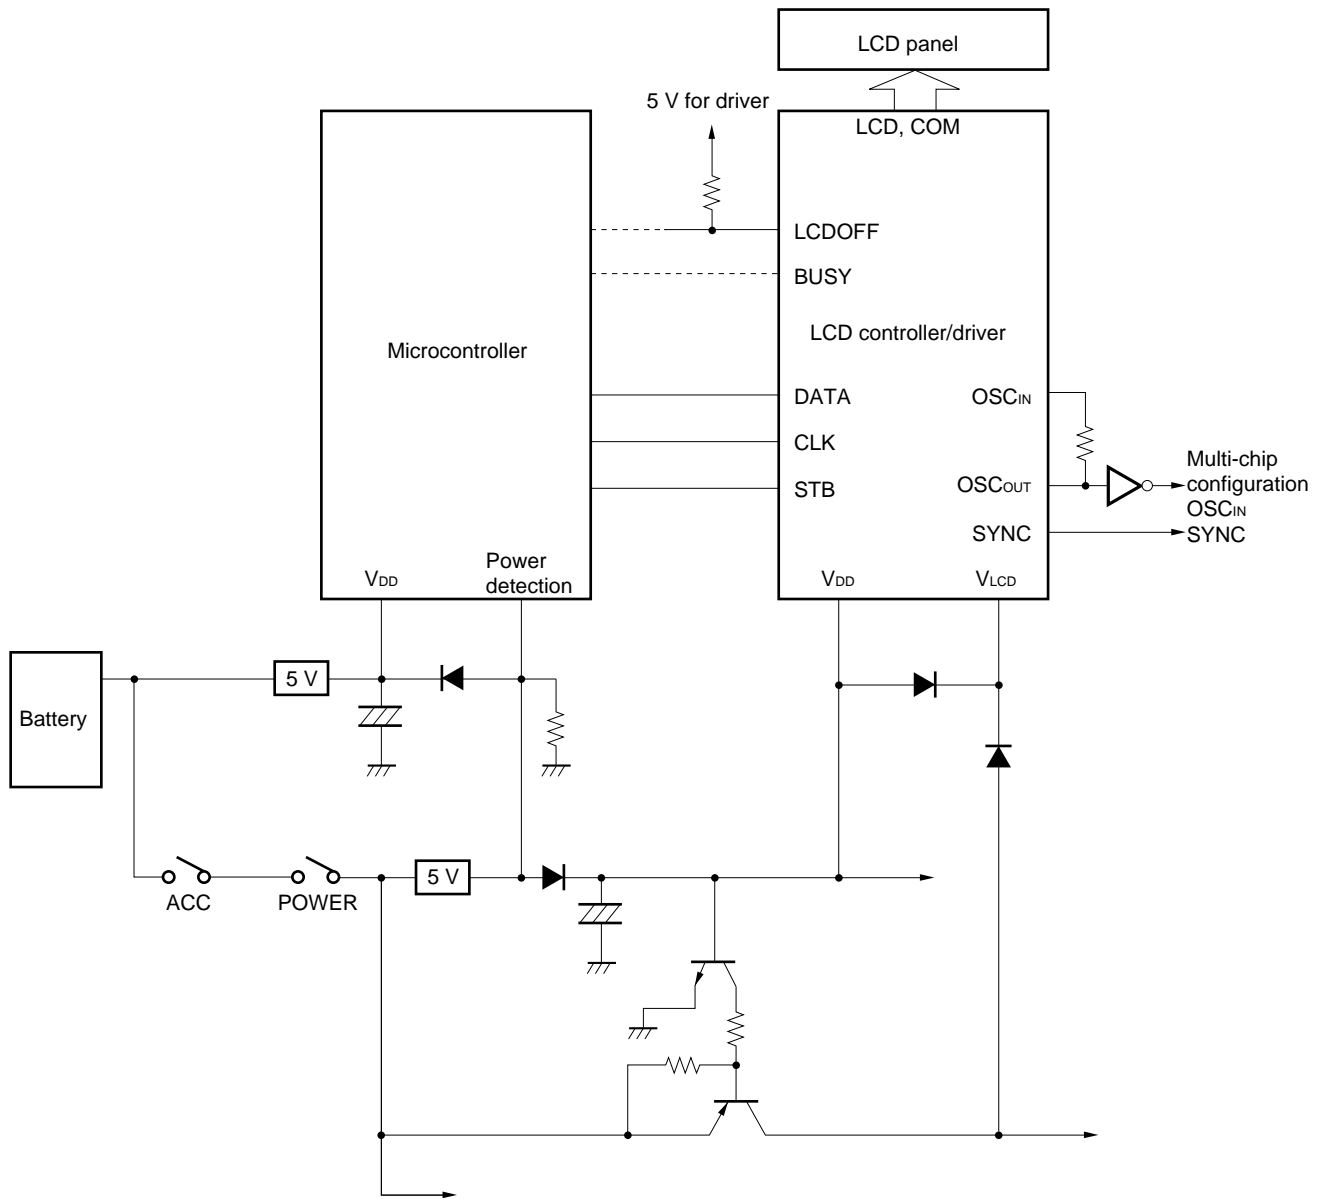 LCD panel
5 V for driver
LCD, COM
LCDOFF
BUSY
LCD controller/driver
Microcontroller
DATA
OSCIN
CLK
Multi-chip
configuration
OSCIN
SYNC
STB
OSCOUT
SYNC
Power
detection
VDD
VDD
VLCD
5 V
Battery
5 V
ACC
POWER